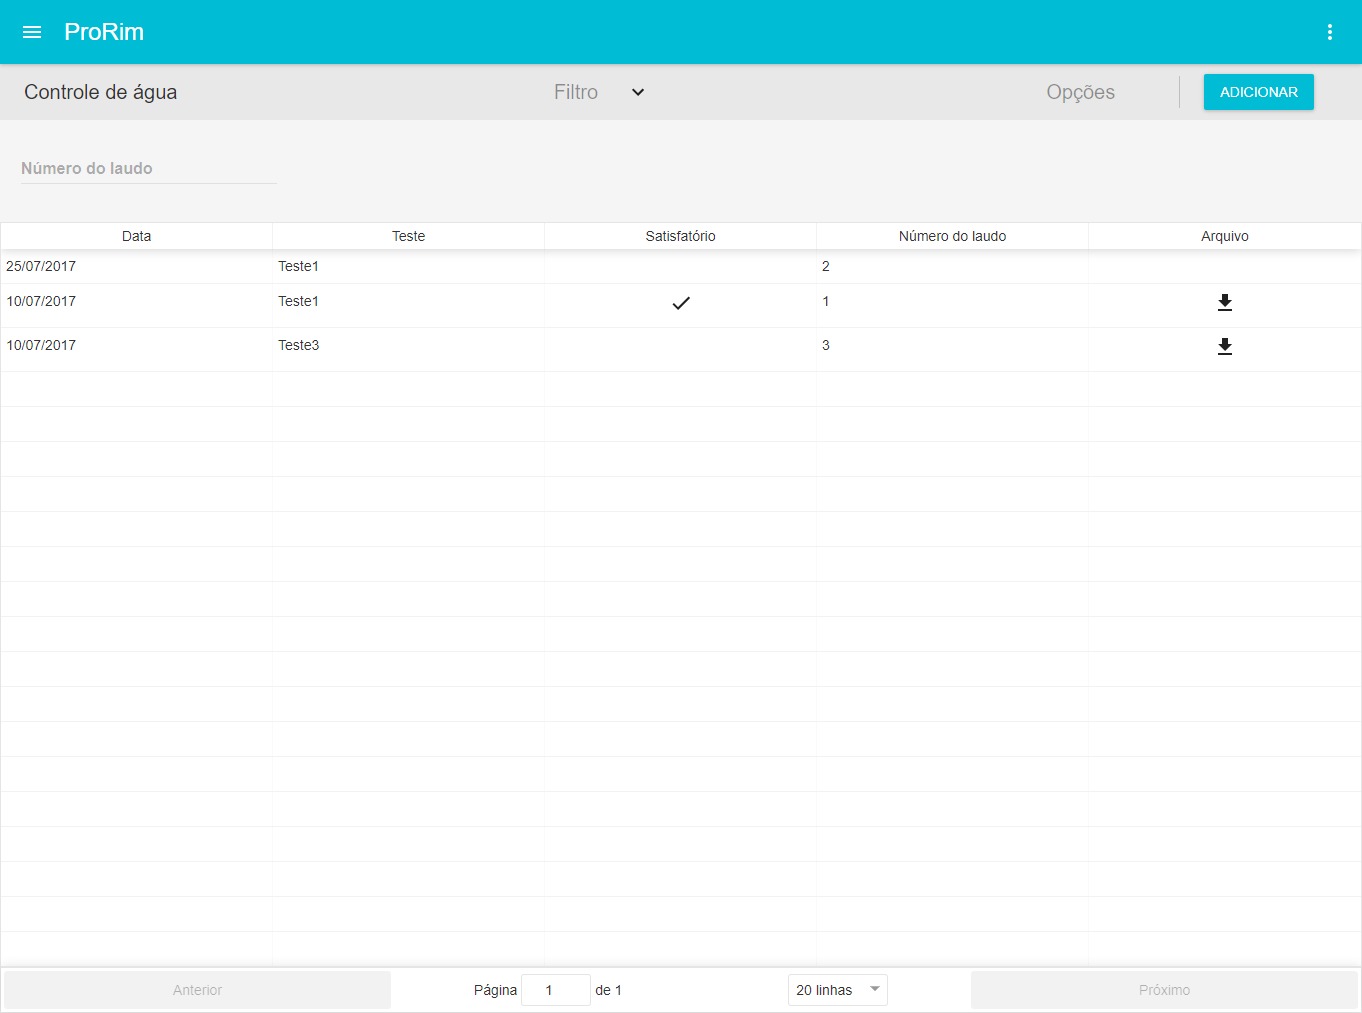 ProRim
Controle de água Filtro Opções ADICIONAR
Número do laudo
Data Teste Satisfatório Número do laudo Arquivo
25/07/2017 Teste1 2
10/07/2017 Teste1 1
10/07/2017 Teste3 3
Anterior Página 1 de 1 20 linhas Próximo